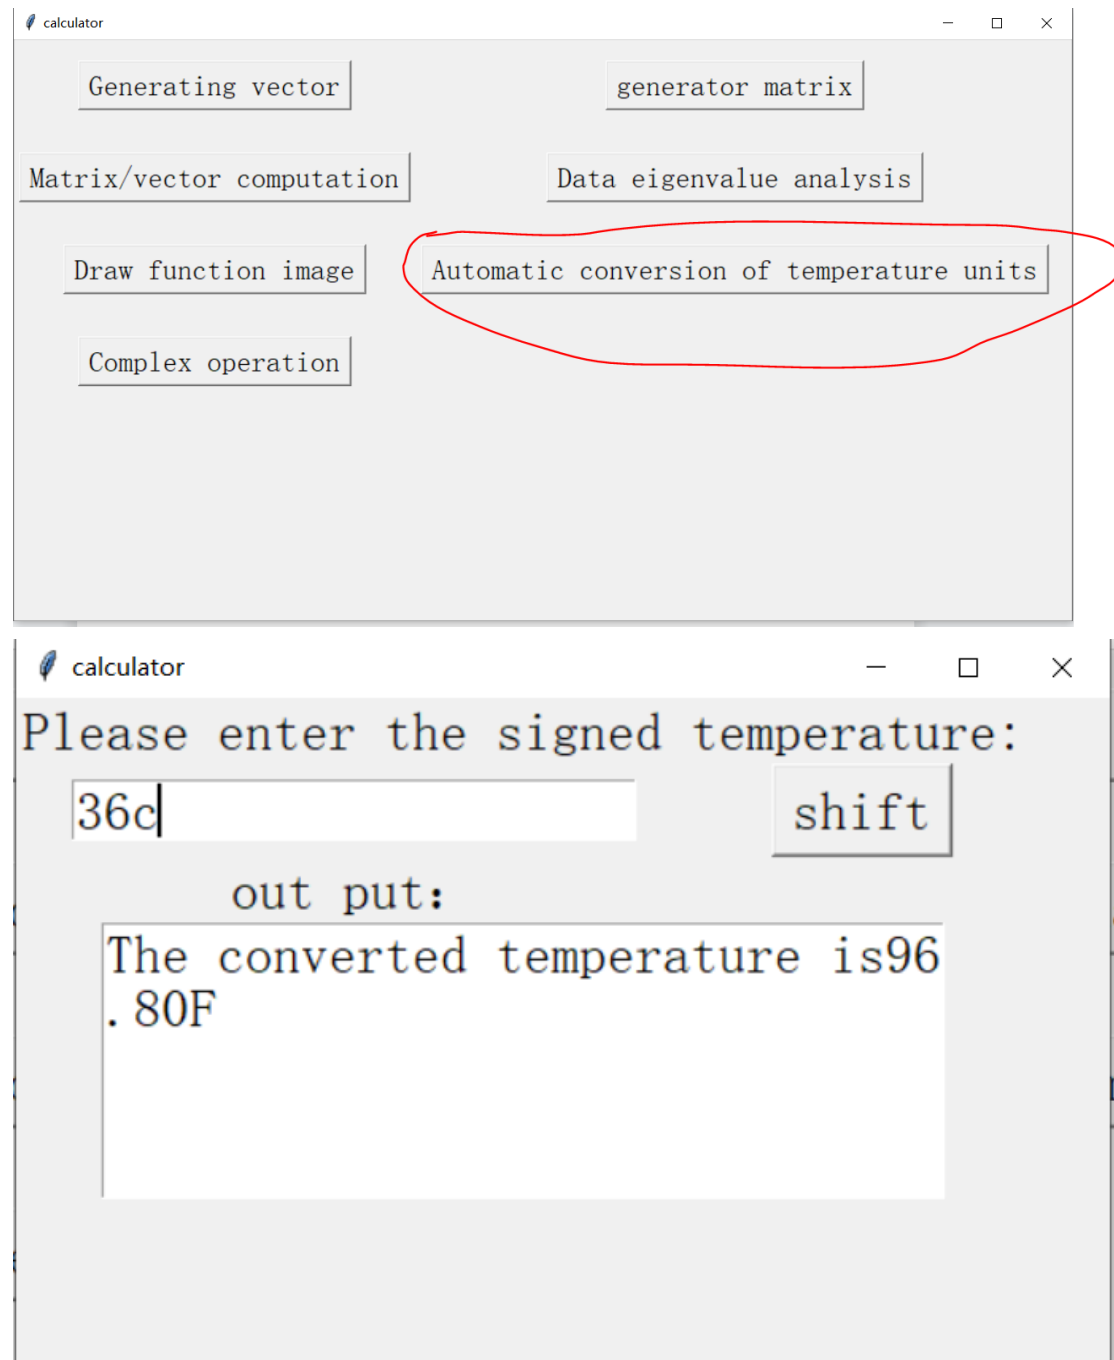 calculator
Generating vector
generator matrix
Matrix/vector computation
Data eigenvalue analysis
Draw function image
Automatic conversion of temperature units
Complex operation
calculator
Please enter the signed temperature:
36c
shift
out put:
The converted temperature is96
.80F